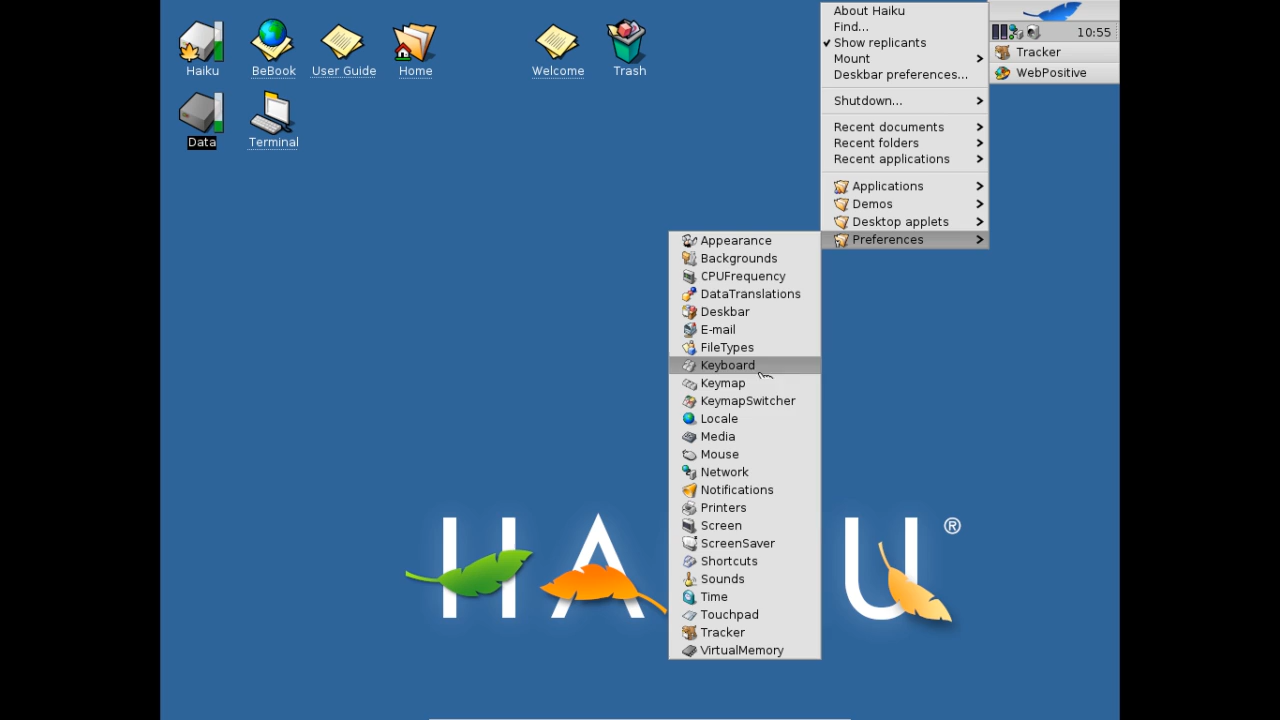 Haiku
BeBook
User Guide
Home
Welcome
Trash
Data
Terminal
About Haiku
Find...
Show replicants
Mount
Deskbar preferences...
Shutdown...
Recent documents
Recent folders
Recent applications
Applications
Demos
Desktop applets
Preferences
10:55
Tracker
WebPositive
Appearance
Backgrounds
CPUFrequency
DataTranslations
Deskbar
E-mail
FileTypes
Keyboard
Keymap
KeymapSwitcher
Locale
Media
Mouse
Network
Notifications
Printers
Screen
ScreenSaver
Shortcuts
Sounds
Time
Touchpad
Tracker
VirtualMemory
HA U®